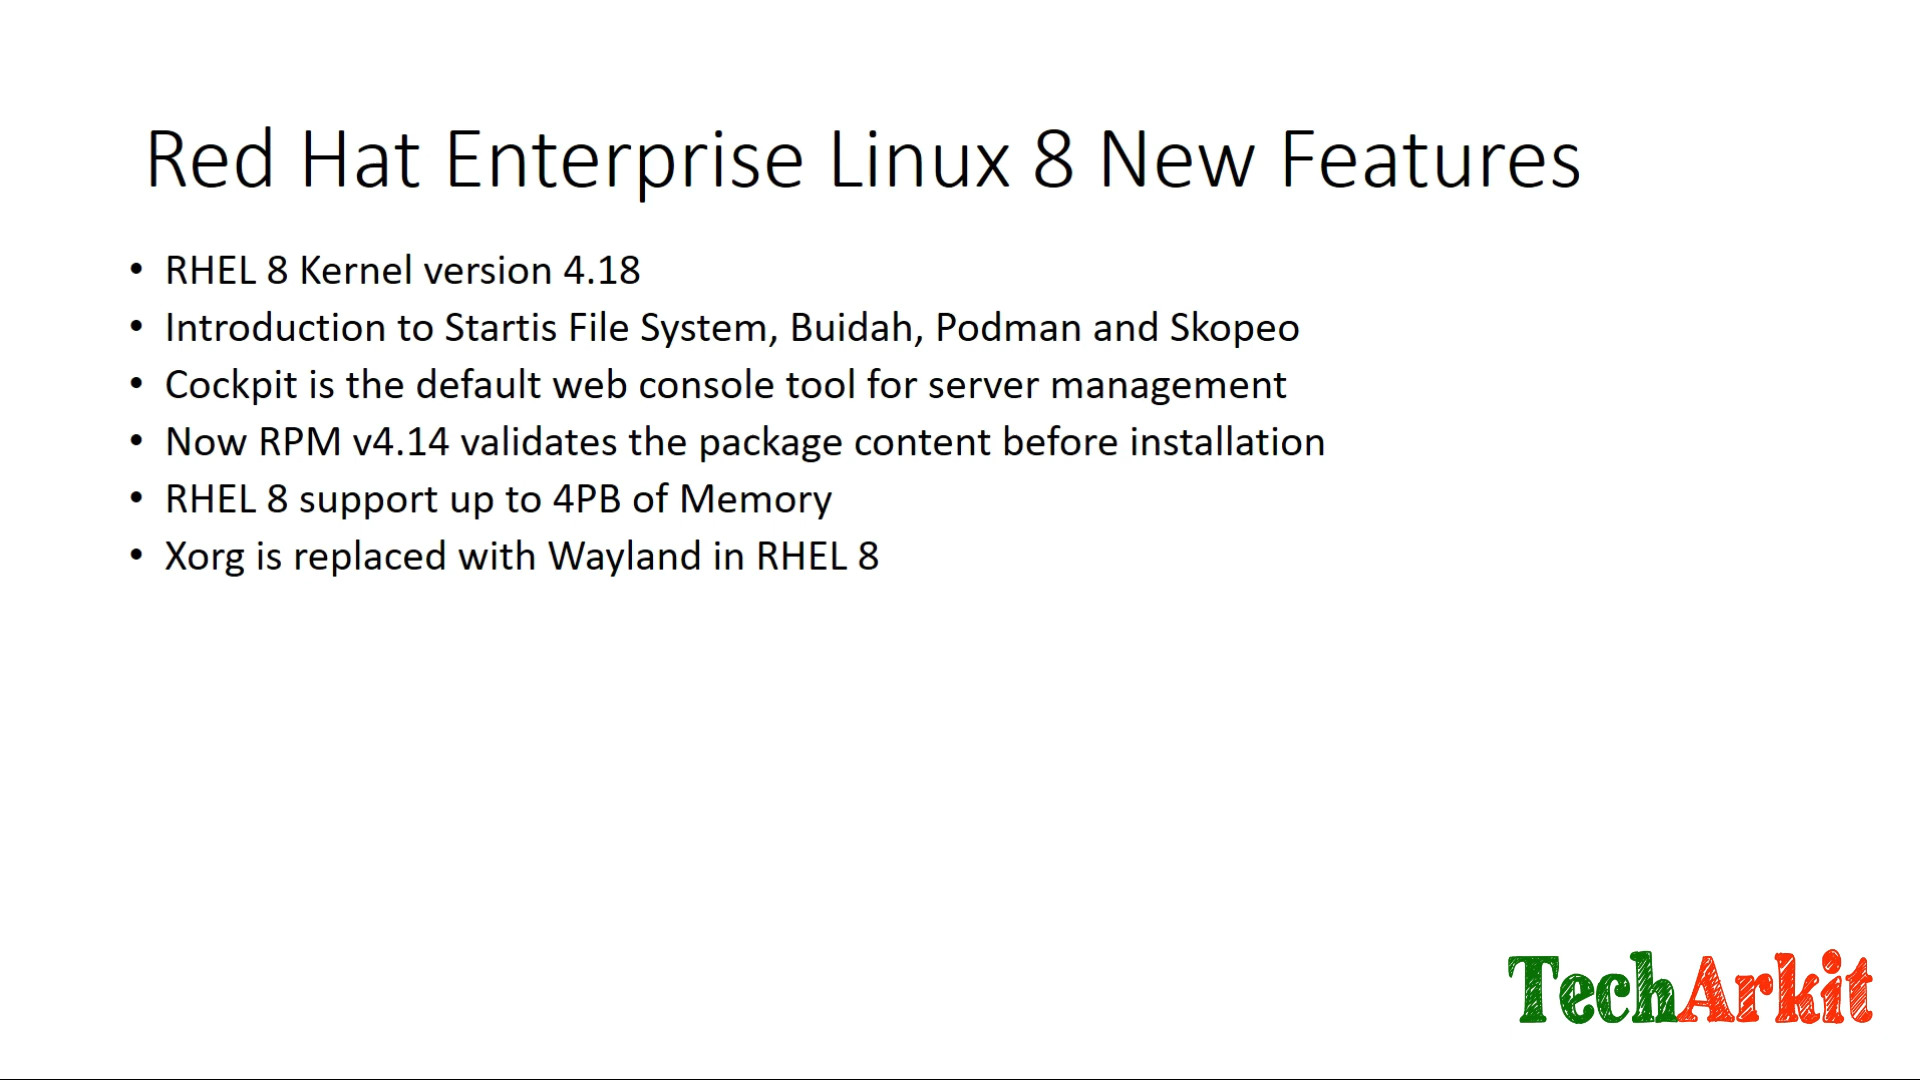 Red Hat Enterprise Linux 8 New Features
• RHEL 8 Kernel version 4.18
• Introduction to Startis File System, Buidah, Podman and Skopeo
• Cockpit is the default web console tool for server management
• Now RPM v4.14 validates the package content before installation
• RHEL 8 support up to 4PB of Memory
• Xorg is replaced with Wayland in RHEL 8
TechArkit